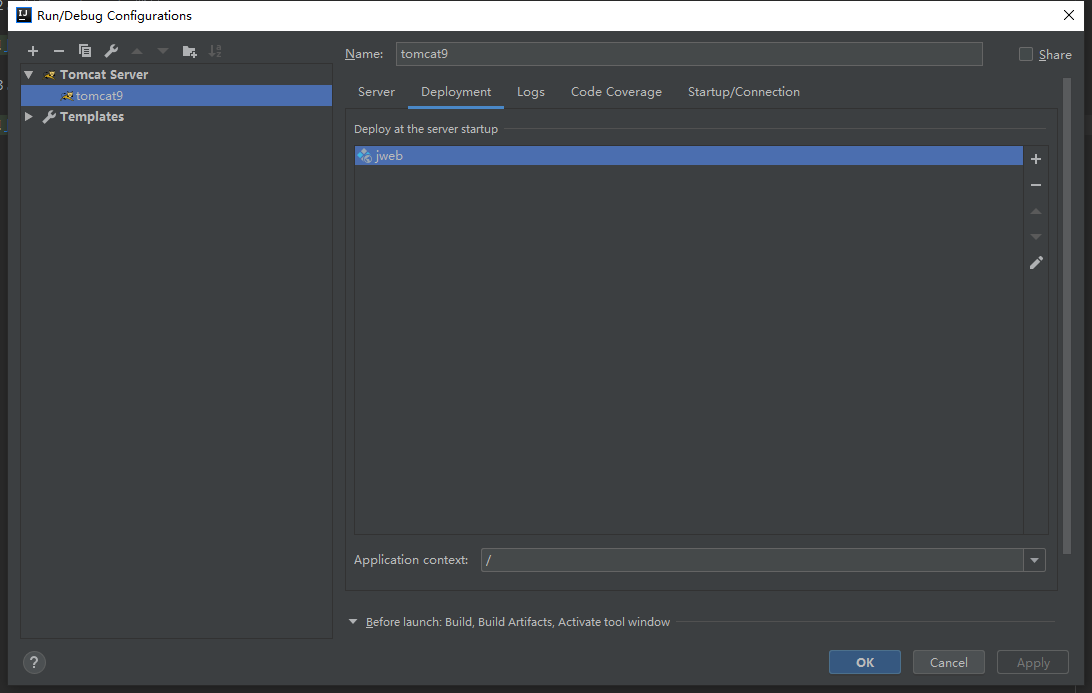 Run/Debug Configurations
Name: tomcat9
Share
Tomcat Server
tomcat9
Templates
Server Deployment Logs Code Coverage Startup/Connection
Deploy at the server startup
jweb
Application context: /
Before launch: Build, Build Artifacts, Activate tool window
? OK Cancel Apply